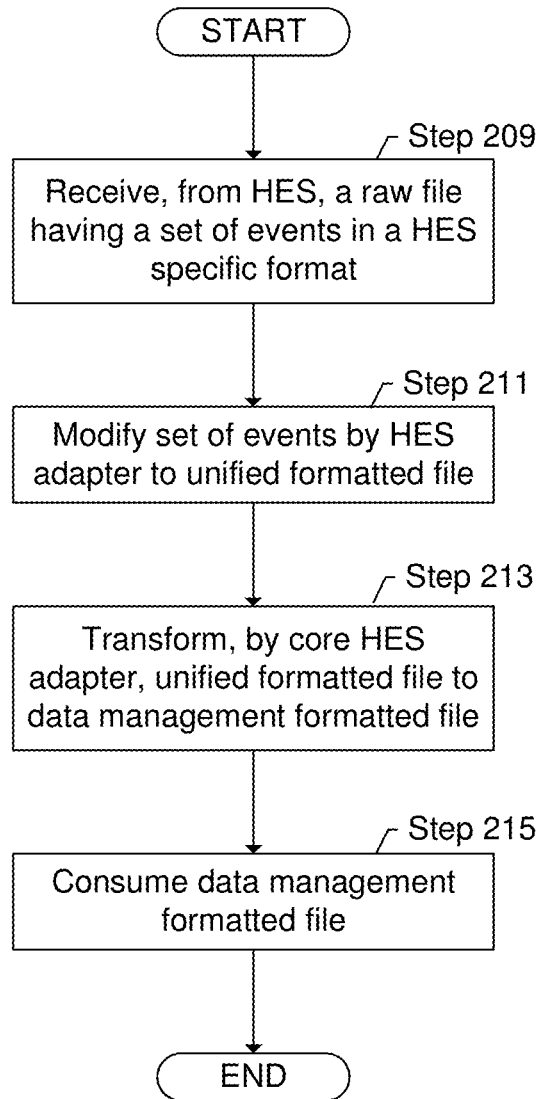 START
Step 209
Receive, from HES, a raw file
having a set of events in a HES
specific format
Step 211
Modify set of events by HES
adapter to unified formatted file
Step 213
Transform, by core HES
adapter, unified formatted file to
data management formatted file
Step 215
Consume data management
formatted file
END